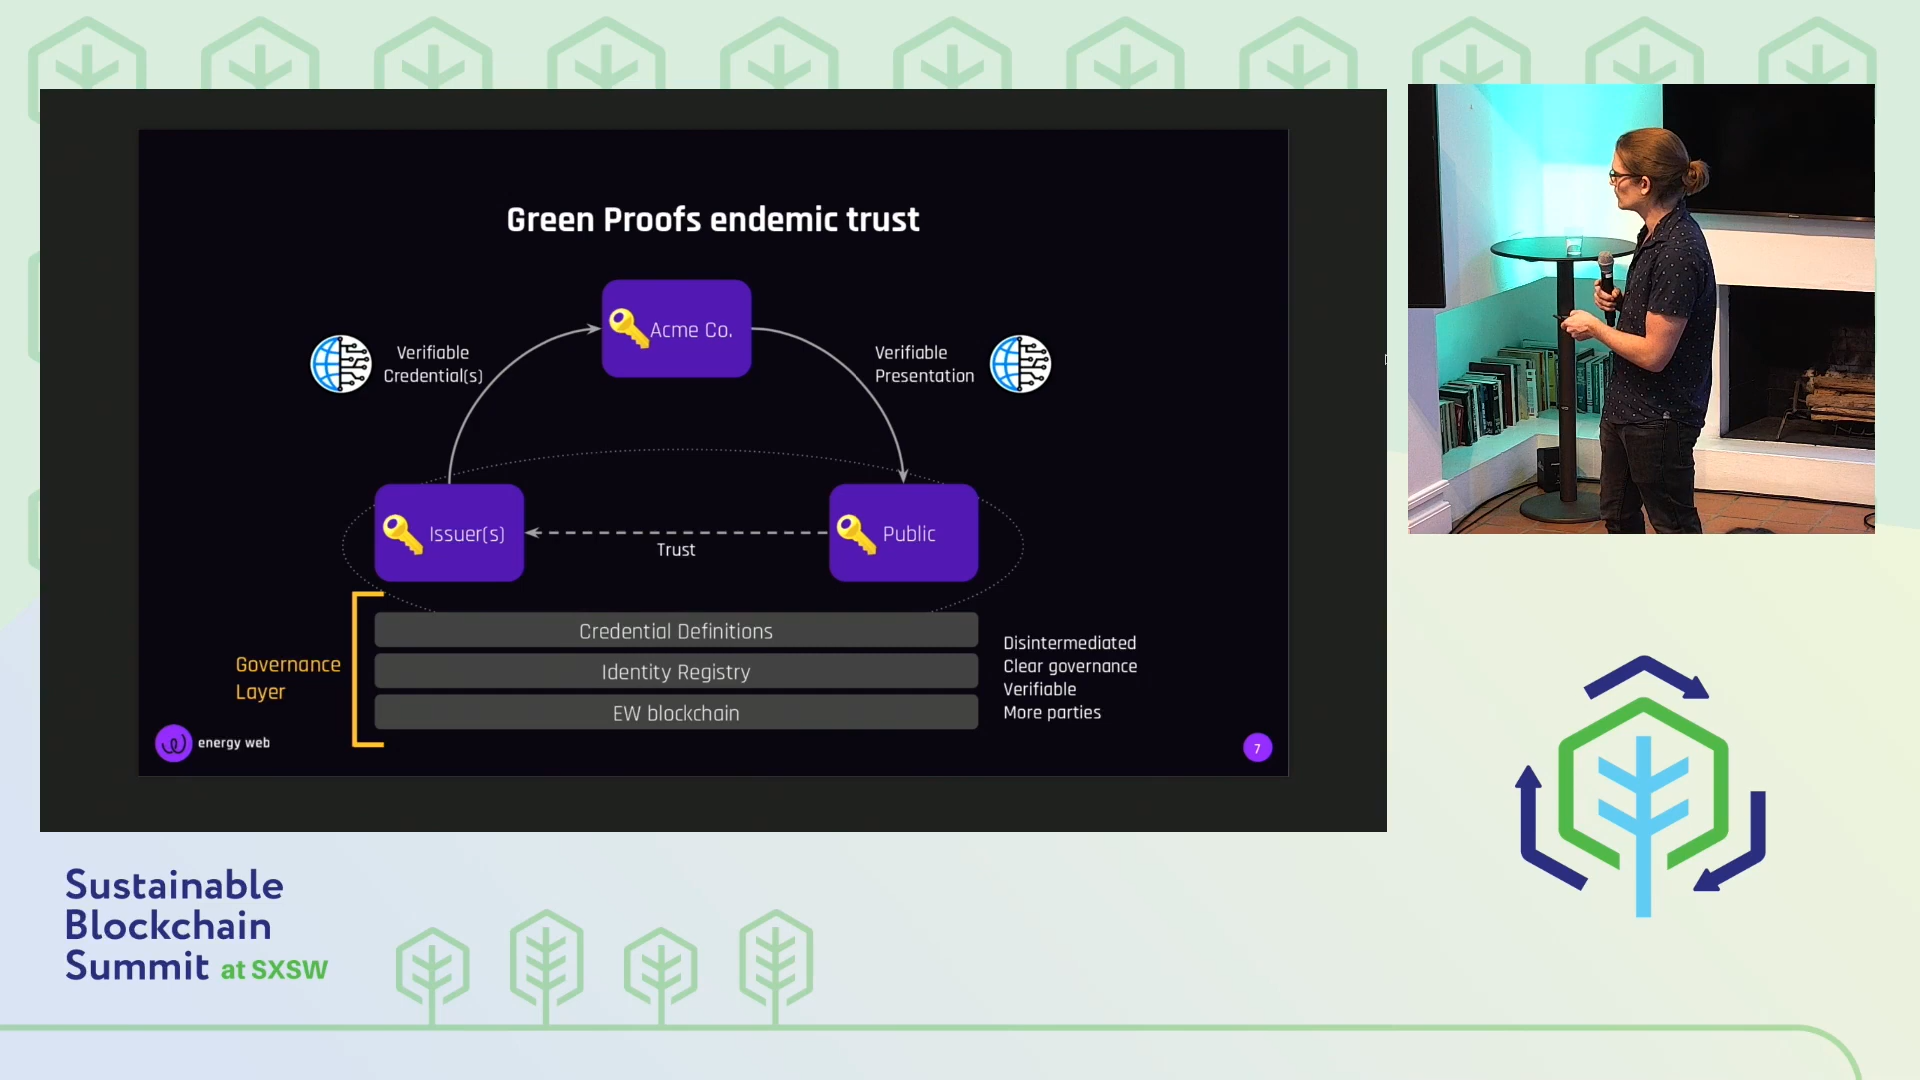 Green Proofs endemic trust
Acme Co.
Verifiable
Credential(s)
Verifiable
Presentation
Issuer(s)
Trust
Public
Credential Definitions
Identity Registry
EW blockchain
Governance
Layer
Disintermediated
Clear governance
Verifiable
More parties
energy web
7
Sustainable
Blockchain
Summit at SXSW